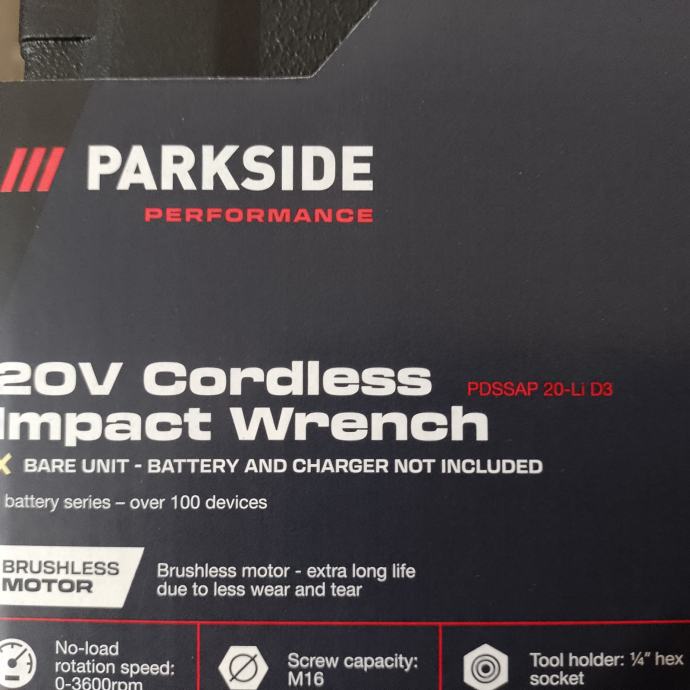 PARKSIDE
PERFORMANCE
20V Cordless PDSSAP 20-Li D3
Impact Wrench
BARE UNIT - BATTERY AND CHARGER NOT INCLUDED
battery series – over 100 devices
BRUSHLESS
MOTOR
Brushless motor - extra long life
due to less wear and tear
No-load
rotation speed:
0-3600rpm
Screw capacity:
M16
Tool holder: ¼" hex
socket